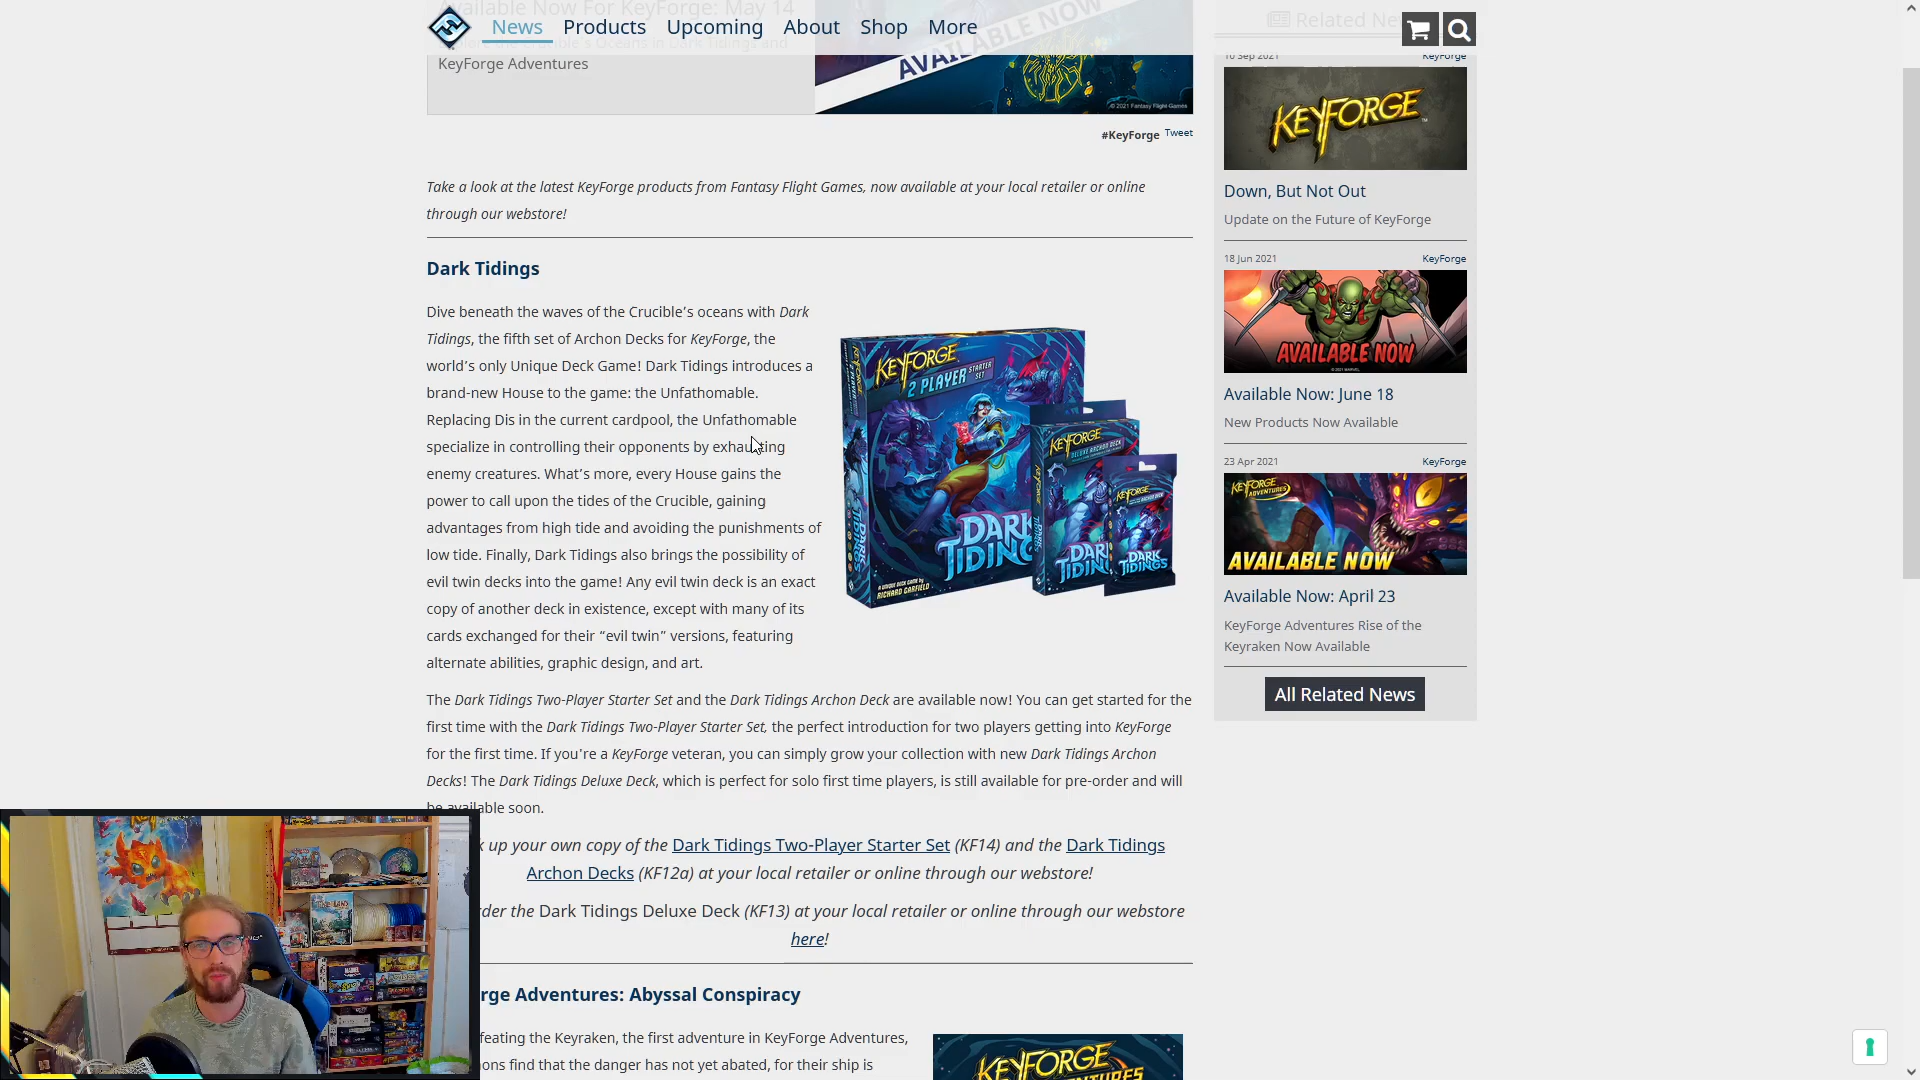 Available Now For KeyForge: May 14
News Products Upcoming About Shop More
Explore the Crucible's Oceans in Dark Tidings and
KeyForge Adventures
AVAILABLE NOW
© 2021 Fantasy Flight Games
#KeyForge Tweet
Take a look at the latest KeyForge products from Fantasy Flight Games, now available at your local retailer or online
through our webstore!
Dark Tidings
Dive beneath the waves of the Crucible's oceans with Dark
Tidings, the fifth set of Archon Decks for KeyForge, the
world's only Unique Deck Game! Dark Tidings introduces a
brand-new House to the game: the Unfathomable.
Replacing Dis in the current cardpool, the Unfathomable
specialize in controlling their opponents by exhausting
enemy creatures. What's more, every House gains the
power to call upon the tides of the Crucible, gaining
advantages from high tide and avoiding the punishments of
low tide. Finally, Dark Tidings also brings the possibility of
evil twin decks into the game! Any evil twin deck is an exact
copy of another deck in existence, except with many of its
cards exchanged for their “evil twin” versions, featuring
alternate abilities, graphic design, and art.
KEYFORGE
2 PLAYER STARTER SET
DARK TIDINGS
A UNIQUE DECK GAME BY
RICHARD GARFIELD
KEYFORGE
DELUXE ARCHON DECK
DARK TIDINGS
KEYFORGE
DARK TIDINGS
The Dark Tidings Two-Player Starter Set and the Dark Tidings Archon Deck are available now! You can get started for the
first time with the Dark Tidings Two-Player Starter Set, the perfect introduction for two players getting into KeyForge
for the first time. If you're a KeyForge veteran, you can simply grow your collection with new Dark Tidings Archon
Decks! The Dark Tidings Deluxe Deck, which is perfect for solo first time players, is still available for pre-order and will
be available soon.
k up your own copy of the Dark Tidings Two-Player Starter Set (KF14) and the Dark Tidings
Archon Decks (KF12a) at your local retailer or online through our webstore!
rder the Dark Tidings Deluxe Deck (KF13) at your local retailer or online through our webstore
here!
rge Adventures: Abyssal Conspiracy
feating the Keyraken, the first adventure in KeyForge Adventures,
ons find that the danger has not yet abated, for their ship is
KEYFORGE
ADVENTURES
Related News
10 Sep 2021 KeyForge
KEYFORGE
Down, But Not Out
Update on the Future of KeyForge
18 Jun 2021 KeyForge
AVAILABLE NOW
© 2021 MARVEL
Available Now: June 18
New Products Now Available
23 Apr 2021 KeyForge
KEYFORGE
ADVENTURES
AVAILABLE NOW
Available Now: April 23
KeyForge Adventures Rise of the
Keyraken Now Available
All Related News